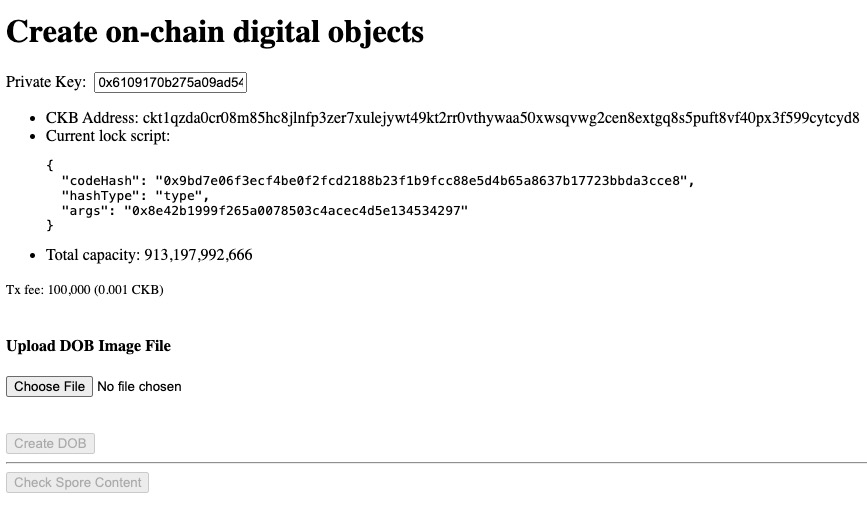 Create on-chain digital objects
Private Key: 0x6109170b275a09ad54
CKB Address: ckt1qzda0cr08m85hc8jlnfp3zer7xulejywt49kt2rr0vthywaa50xwsqvwg2cen8extgq8s5puft8vf40px3f599cytcyd8
Current lock script:
{
"codeHash": "0x9bd7e06f3ecf4be0f2fcd2188b23f1b9fcc88e5d4b65a8637b17723bbda3cce8",
"hashType": "type",
"args": "0x8e42b1999f265a0078503c4acec4d5e134534297"
}
Total capacity: 913,197,992,666
Tx fee: 100,000 (0.001 CKB)
Upload DOB Image File
Choose File No file chosen
Create DOB
Check Spore Content